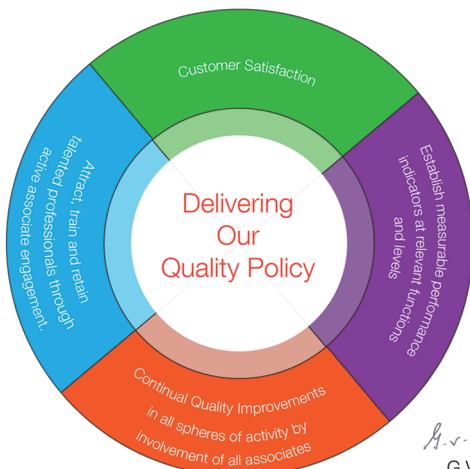 Customer Satisfaction
Establish measurable performance
indicators at relevant functions
and levels
Attract, train and retain
talented professionals through
active associate engagement.
Delivering
Our
Quality Policy
Continual Quality Improvements
in all spheres of activity by
involvement of all associates